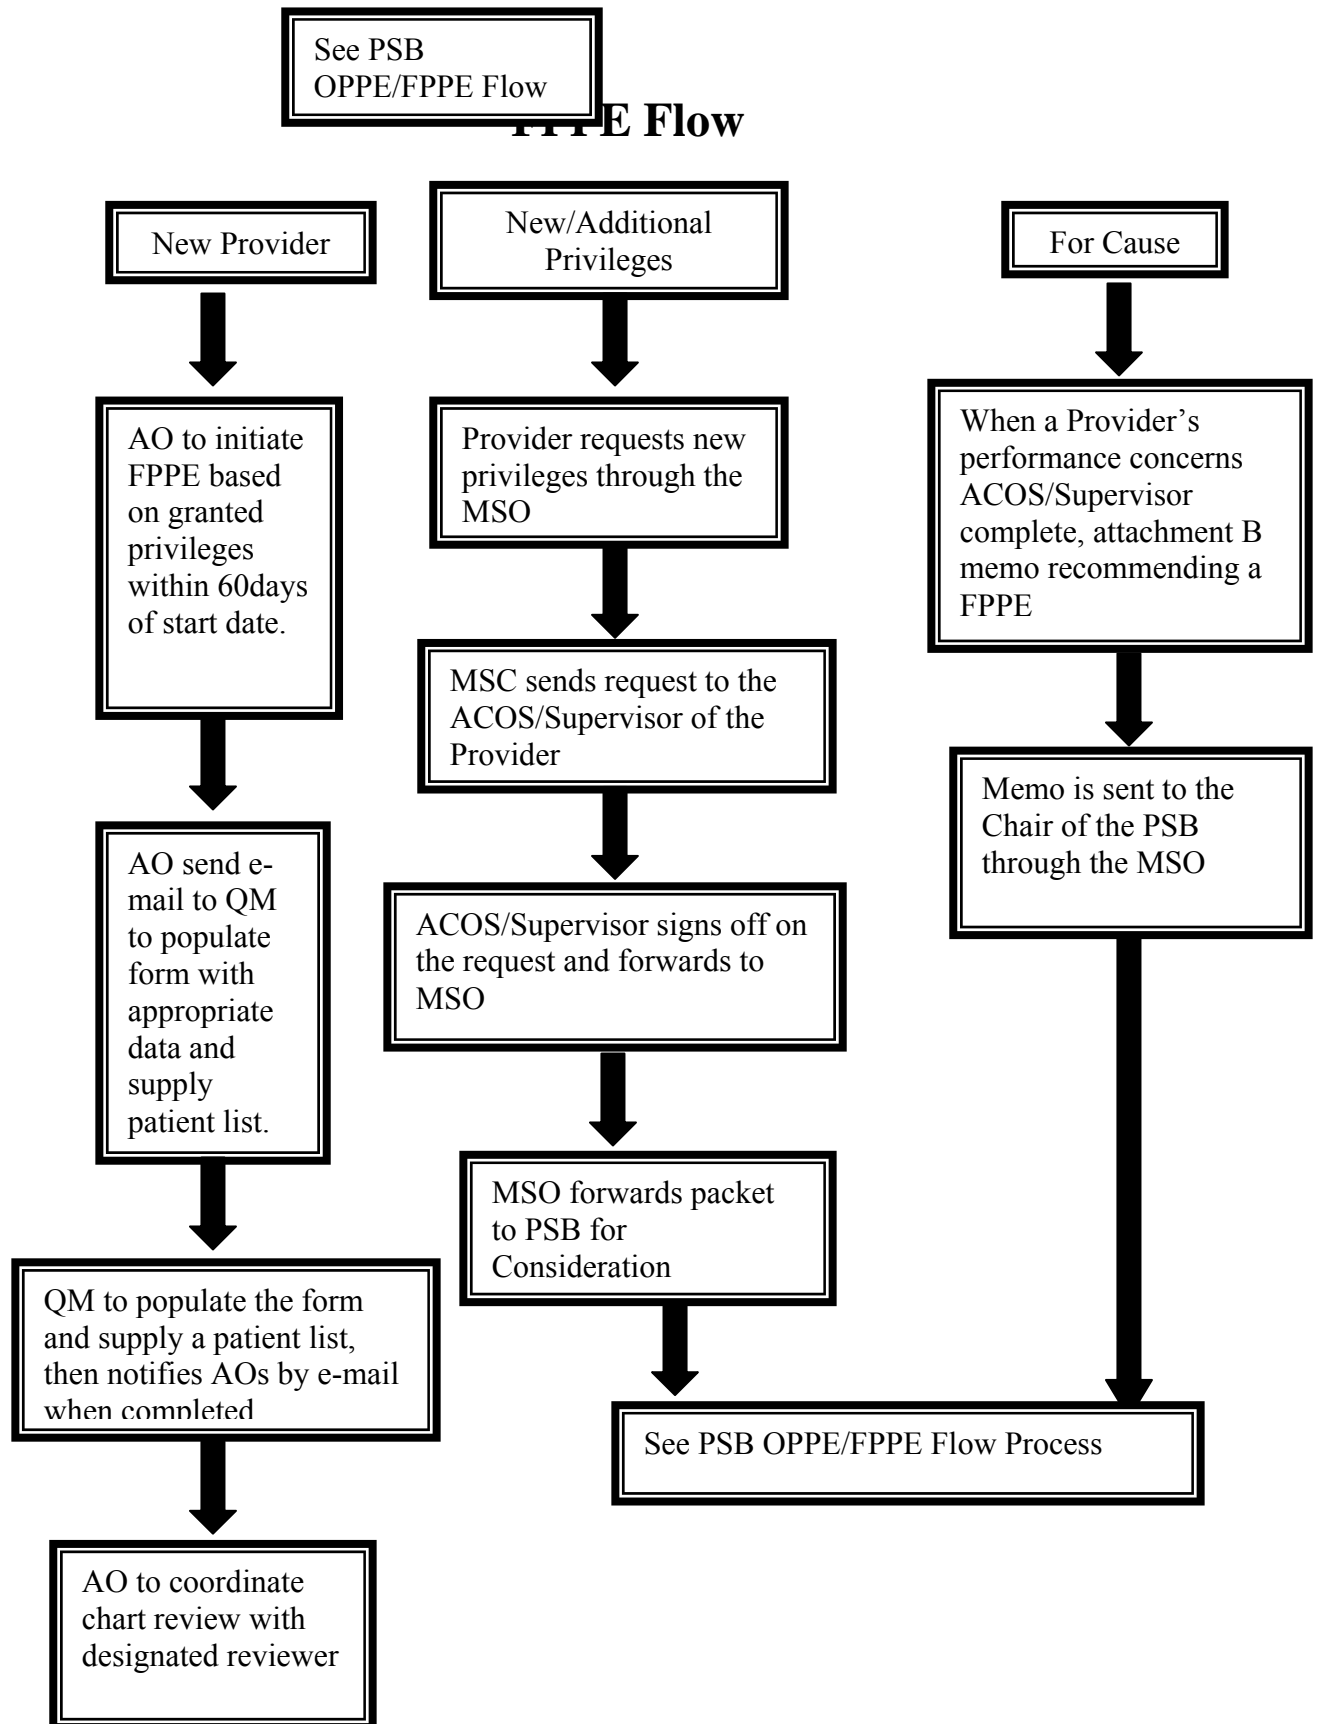 See PSB
OPPE/FPPE Flow
FPPE Flow
New Provider
AO to initiate
FPPE based
on granted
privileges
within 60days
of start date.
AO send e-
mail to QM
to populate
form with
appropriate
data and
supply
patient list.
QM to populate the form
and supply a patient list,
then notifies AOs by e-mail
when completed
AO to coordinate
chart review with
designated reviewer
New/Additional
Privileges
Provider requests new
privileges through the
MSO
MSC sends request to the
ACOS/Supervisor of the
Provider
ACOS/Supervisor signs off on
the request and forwards to
MSO
MSO forwards packet
to PSB for
Consideration
For Cause
When a Provider’s
performance concerns
ACOS/Supervisor
complete, attachment B
memo recommending a
FPPE
Memo is sent to the
Chair of the PSB
through the MSO
See PSB OPPE/FPPE Flow Process